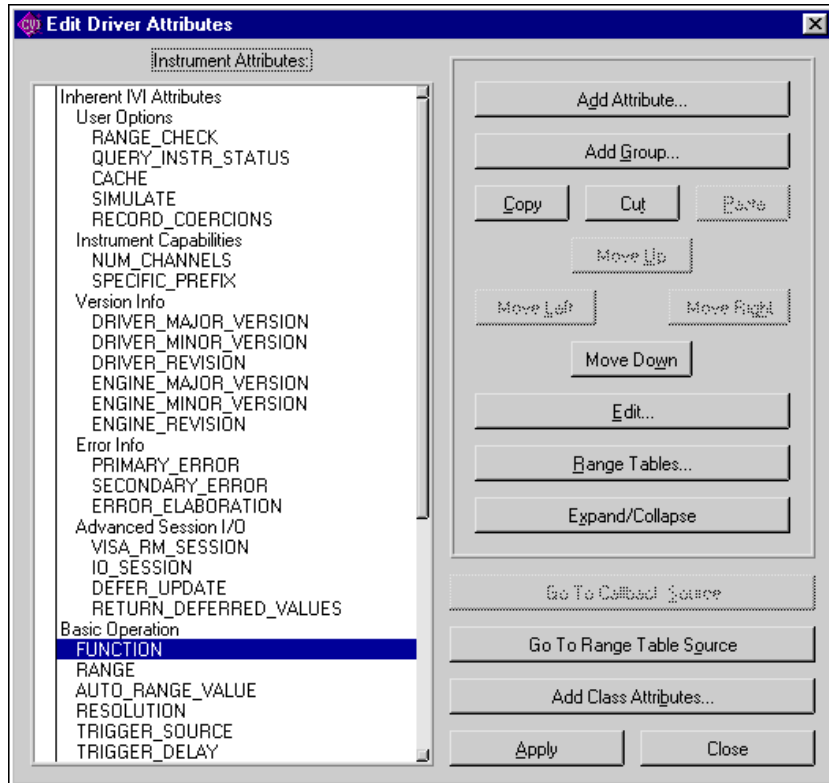 CVI Edit Driver Attributes
Instrument Attributes:
Inherent IVI Attributes
User Options
RANGE_CHECK
QUERY_INSTR_STATUS
CACHE
SIMULATE
RECORD_COERCIONS
Instrument Capabilities
NUM_CHANNELS
SPECIFIC_PREFIX
Version Info
DRIVER_MAJOR_VERSION
DRIVER_MINOR_VERSION
DRIVER_REVISION
ENGINE_MAJOR_VERSION
ENGINE_MINOR_VERSION
ENGINE_REVISION
Error Info
PRIMARY_ERROR
SECONDARY_ERROR
ERROR_ELABORATION
Advanced Session I/O
VISA_RM_SESSION
IO_SESSION
DEFER_UPDATE
RETURN_DEFERRED_VALUES
Basic Operation
FUNCTION
RANGE
AUTO_RANGE_VALUE
RESOLUTION
TRIGGER_SOURCE
TRIGGER_DELAY
Add Attribute...
Add Group...
Copy Cut Paste
Move Up
Move Left Move Right
Move Down
Edit...
Range Tables...
Expand/Collapse
Go To Callback Source
Go To Range Table Source
Add Class Attributes...
Apply Close